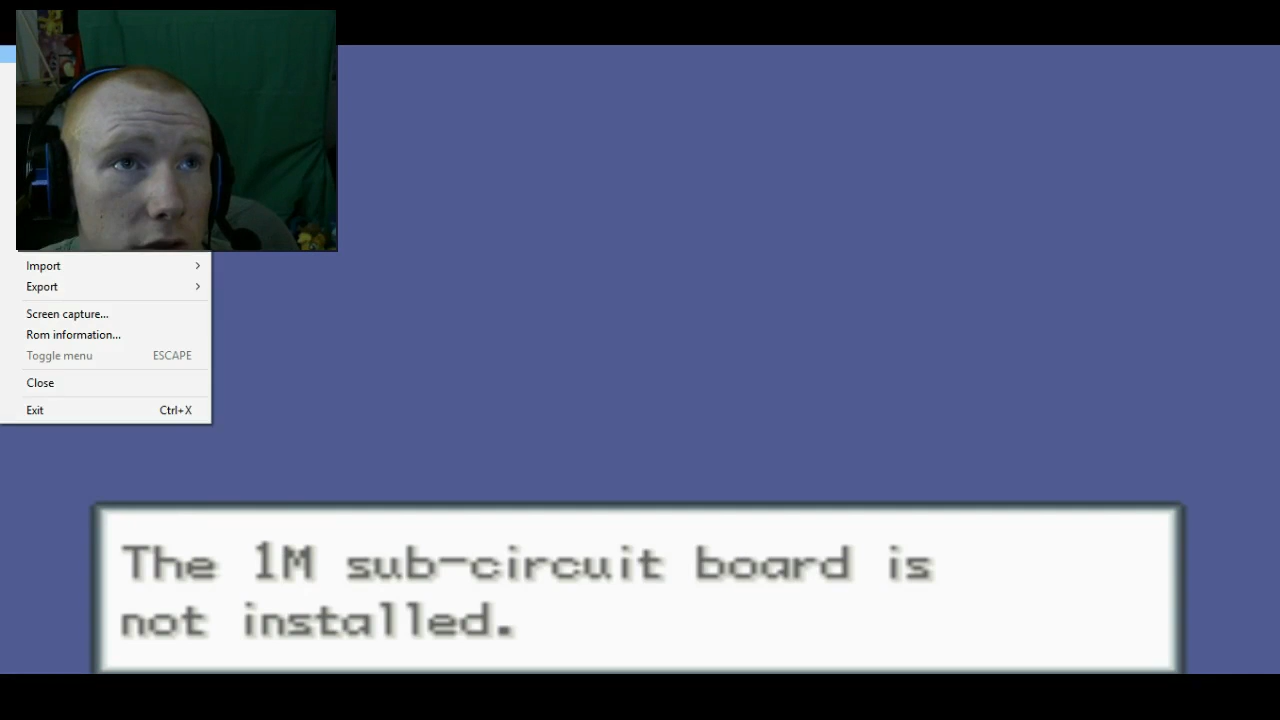 Import
Export
Screen capture...
Rom information...
Toggle menu ESCAPE
Close
Exit Ctrl+X
The 1M sub-circuit board is
not installed.